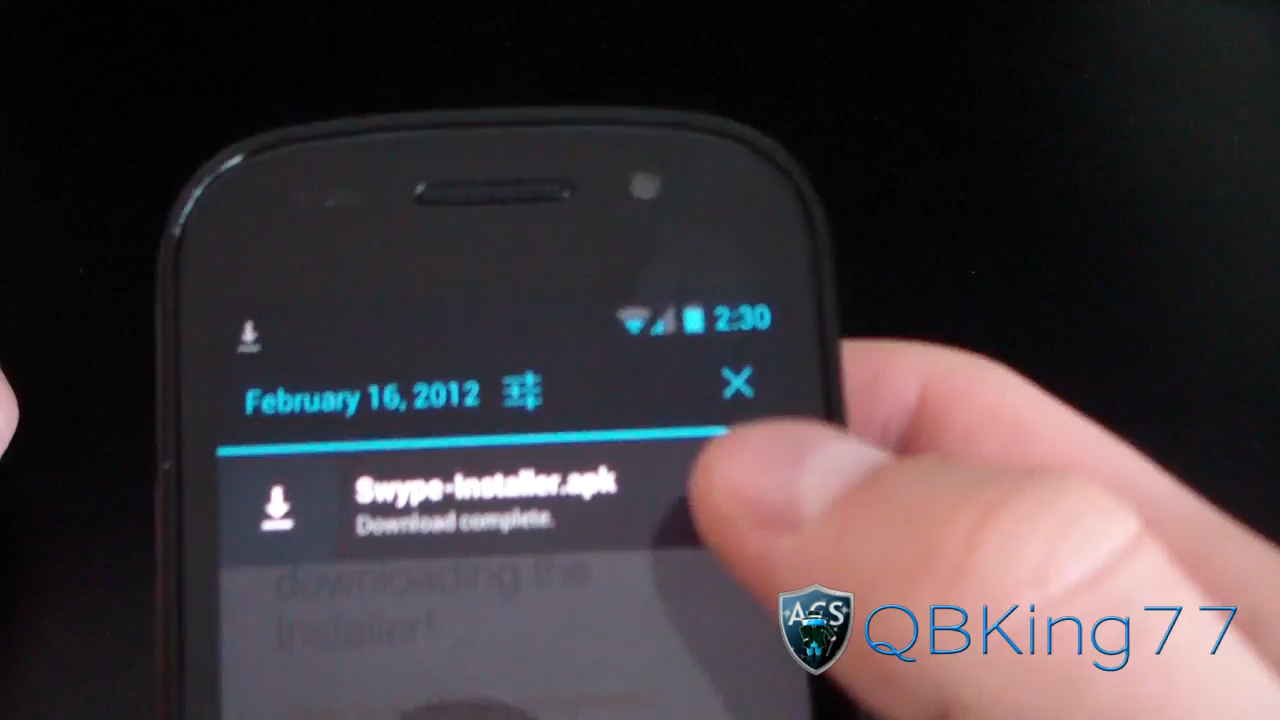 2:30
February 16, 2012
Swype-Installer.apk
Download complete.
downloading the
Installer!
ACS
QBKing77